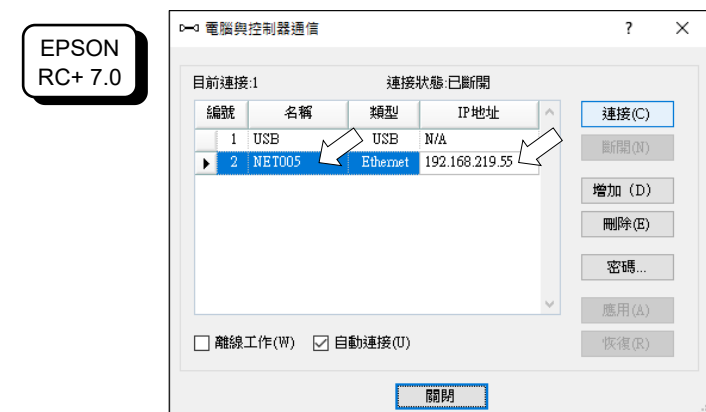 EPSON
RC+ 7.0
電腦與控制器通信
目前連接:1 連接狀態:已斷開
編號 名稱 類型 IP地址
1 USB USB N/A
2 NET005 Ethernet 192.168.219.55
連接(C)
斷開(N)
增加 (D)
刪除(E)
密碼...
應用(A)
恢復(R)
離線工作(W) 自動連接(U)
關閉